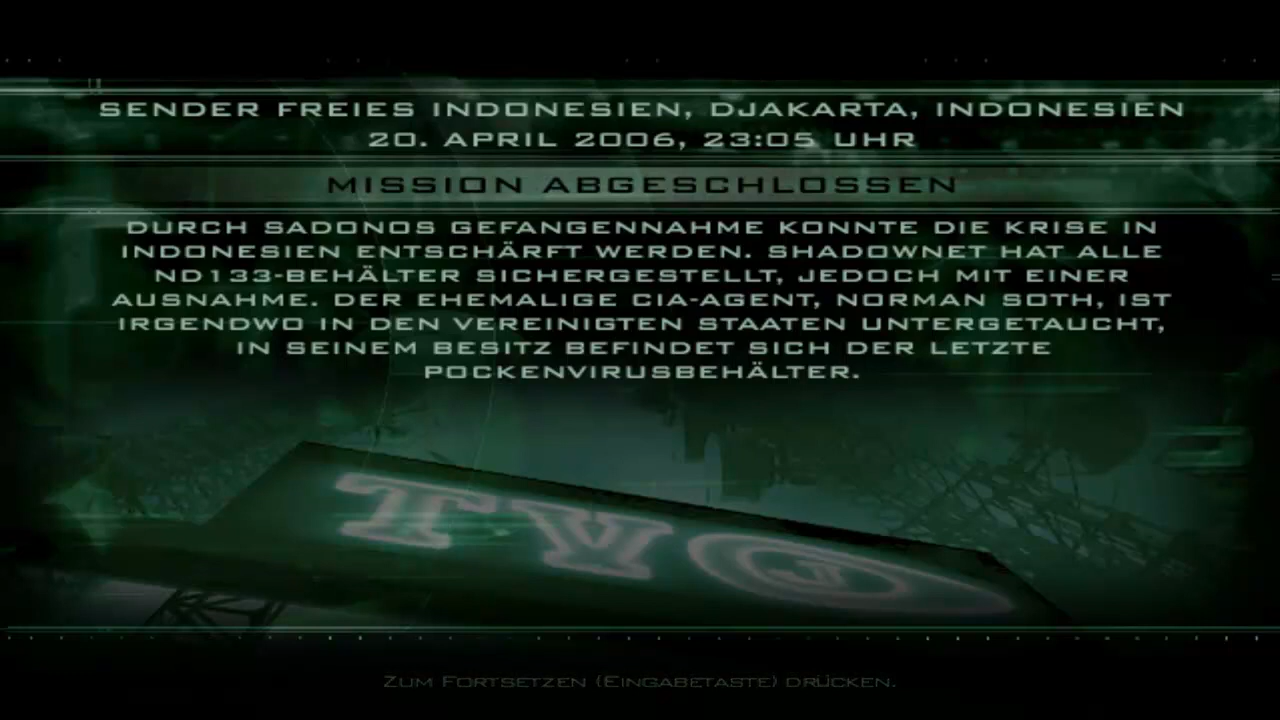 SENDER FREIES INDONESIEN, DJAKARTA, INDONESIEN
20. APRIL 2006, 23:05 UHR
MISSION ABGESCHLOSSEN
DURCH SADONOS GEFANGENNAHME KONNTE DIE KRISE IN
INDONESIEN ENTSCHÄRFT WERDEN. SHADOWNET HAT ALLE
ND133-BEHÄLTER SICHERGESTELLT, JEDOCH MIT EINER
AUSNAHME. DER EHEMALIGE CIA-AGENT, NORMAN SOTH, IST
IRGENDWO IN DEN VEREINIGTEN STAATEN UNTERGETAUCHT,
IN SEINEM BESITZ BEFINDET SICH DER LETZTE
POCKENVIRUSBEHÄLTER.
TVJ
ZUM FORTSETZEN (EINGABETASTE) DRÜCKEN.